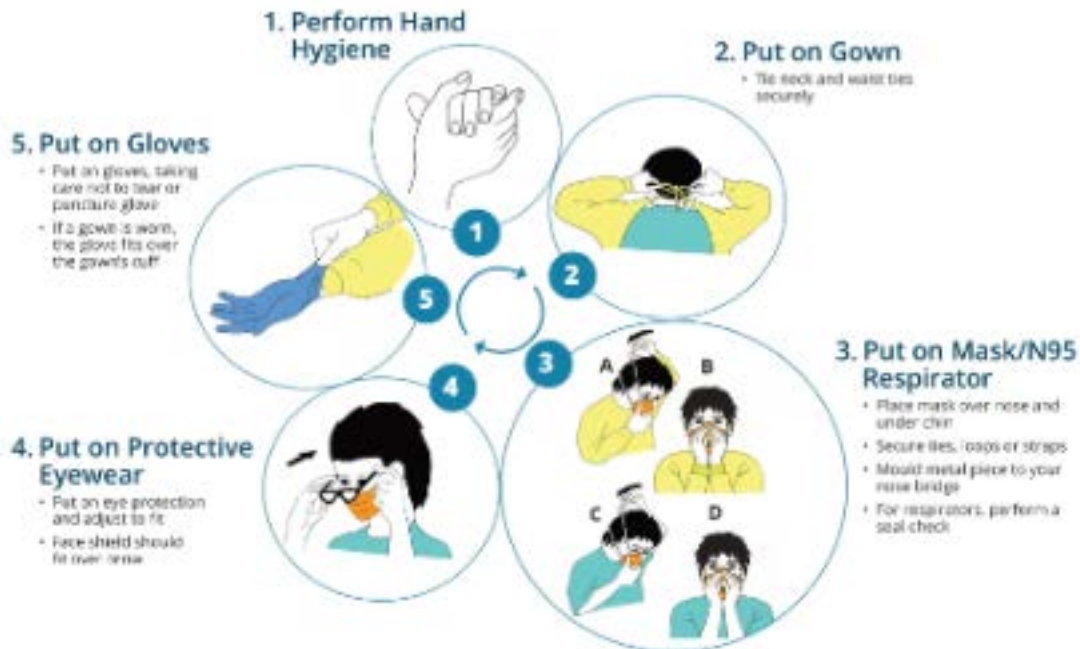 1. Perform Hand
Hygiene
1
2. Put on Gown
• Tie neck and waist ties
securely
2
3. Put on Mask/N95
Respirator
• Place mask over nose and
under chin
• Secure ties, loops or straps
• Mould metal piece to your
nose bridge
• For respirators, perform a
seal check
3
A
B
C
D
4. Put on Protective
Eyewear
• Put on eye protection
and adjust to fit
• Face shield should
fit over brow
4
5. Put on Gloves
• Put on gloves, taking
care not to tear or
puncture glove
• If a gown is worn,
the glove fits over
the gown's cuff
5